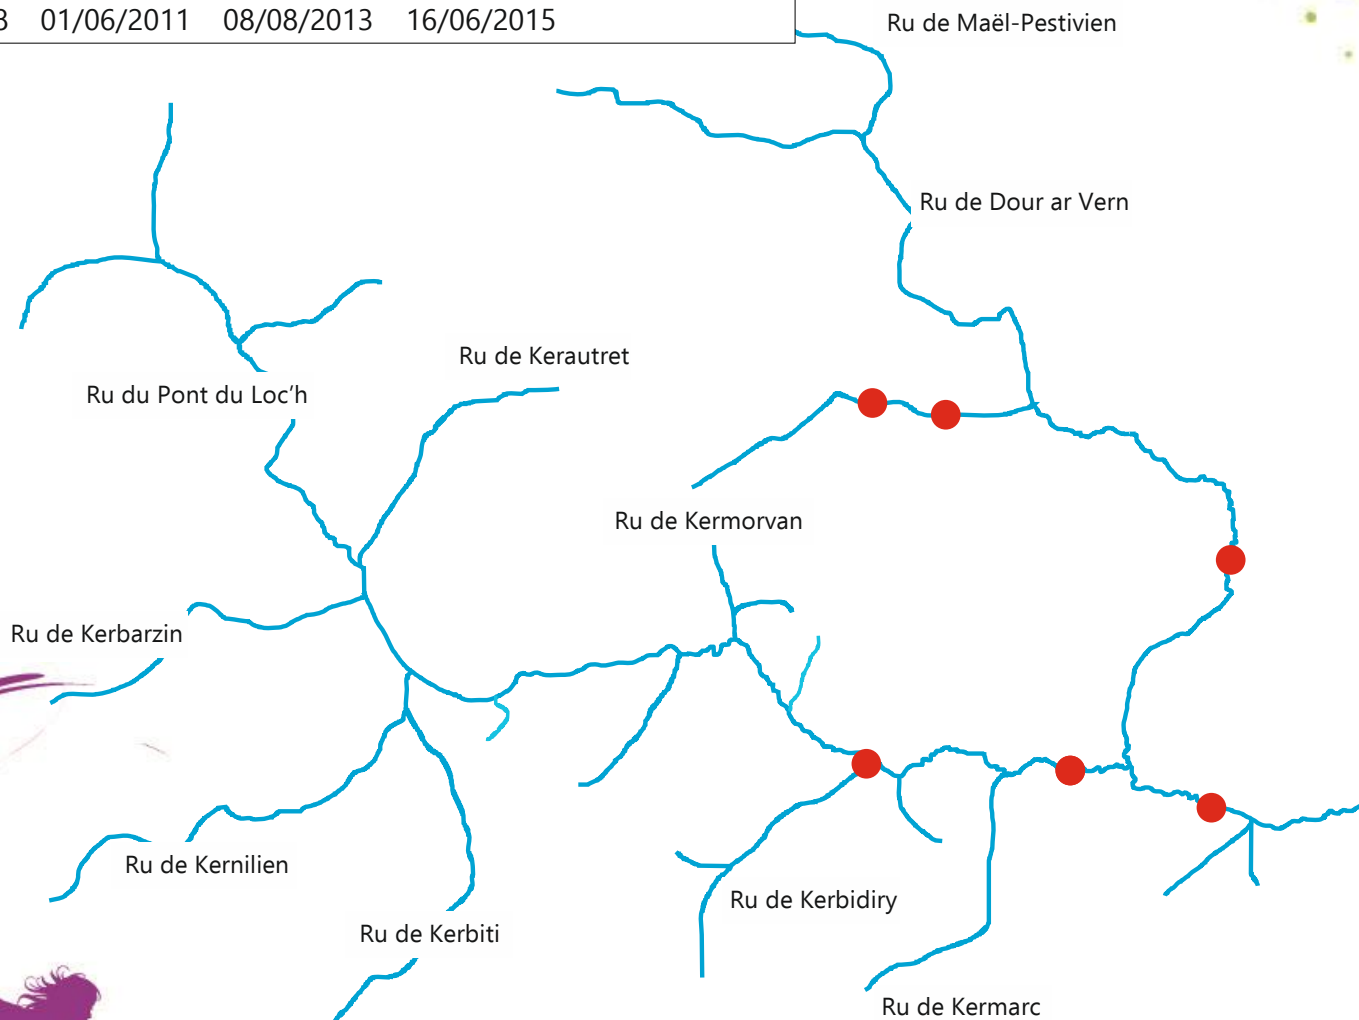 3 01/06/2011 08/08/2013 16/06/2015
Ru de Maël-Pestivien
Ru de Dour ar Vern
Ru de Kerautret
Ru du Pont du Loc’h
Ru de Kermorvan
Ru de Kerbarzin
Ru de Kernilien
Ru de Kerbidiry
Ru de Kerbiti
Ru de Kermarc